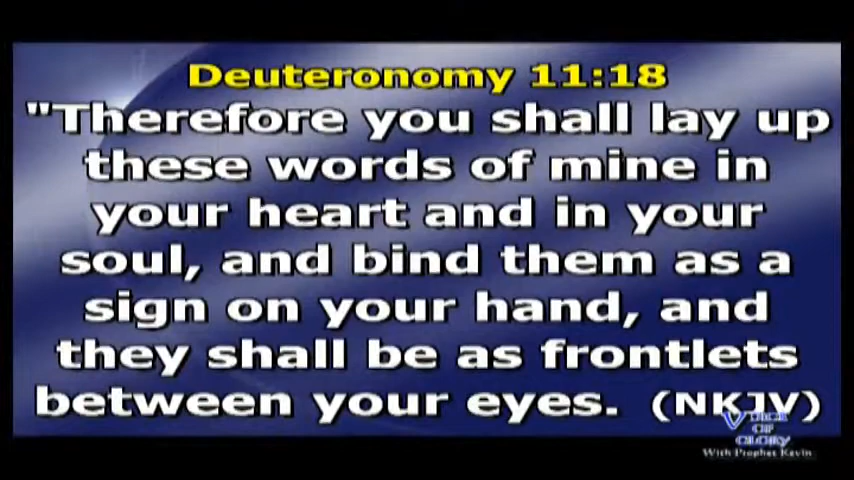 Deuteronomy 11:18
"Therefore you shall lay up
these words of mine in
your heart and in your
soul, and bind them as a
sign on your hand, and
they shall be as frontlets
between your eyes. (NKJV)
VOICE
OF
GLORY
With Prophet Kevin